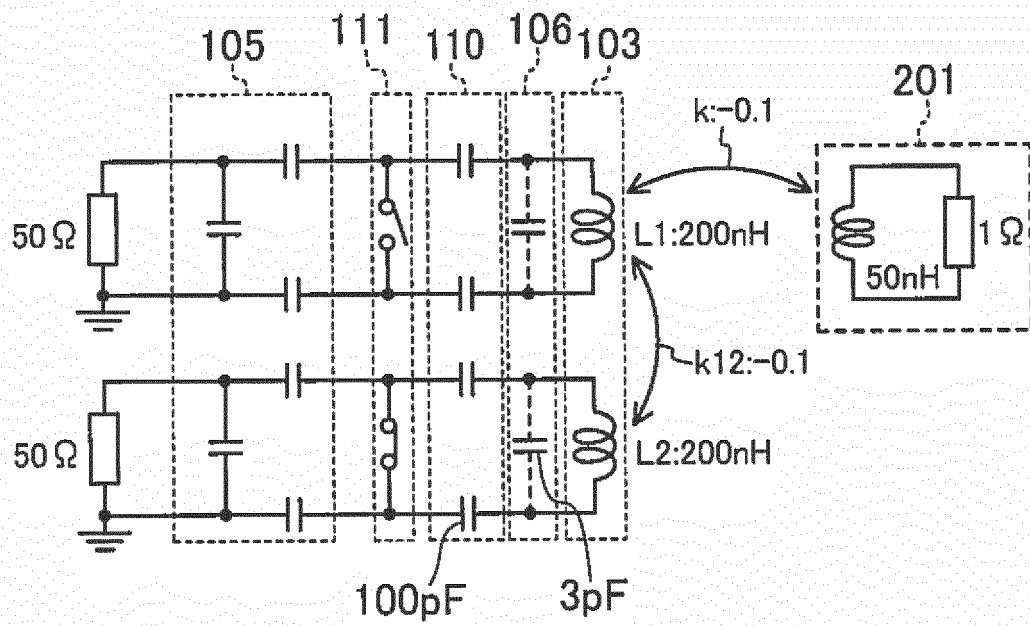 105
111
110
106
103
201
k:-0.1
50Ω
L1:200nH
1Ω
50nH
k12:-0.1
50Ω
L2:200nH
100pF
3pF